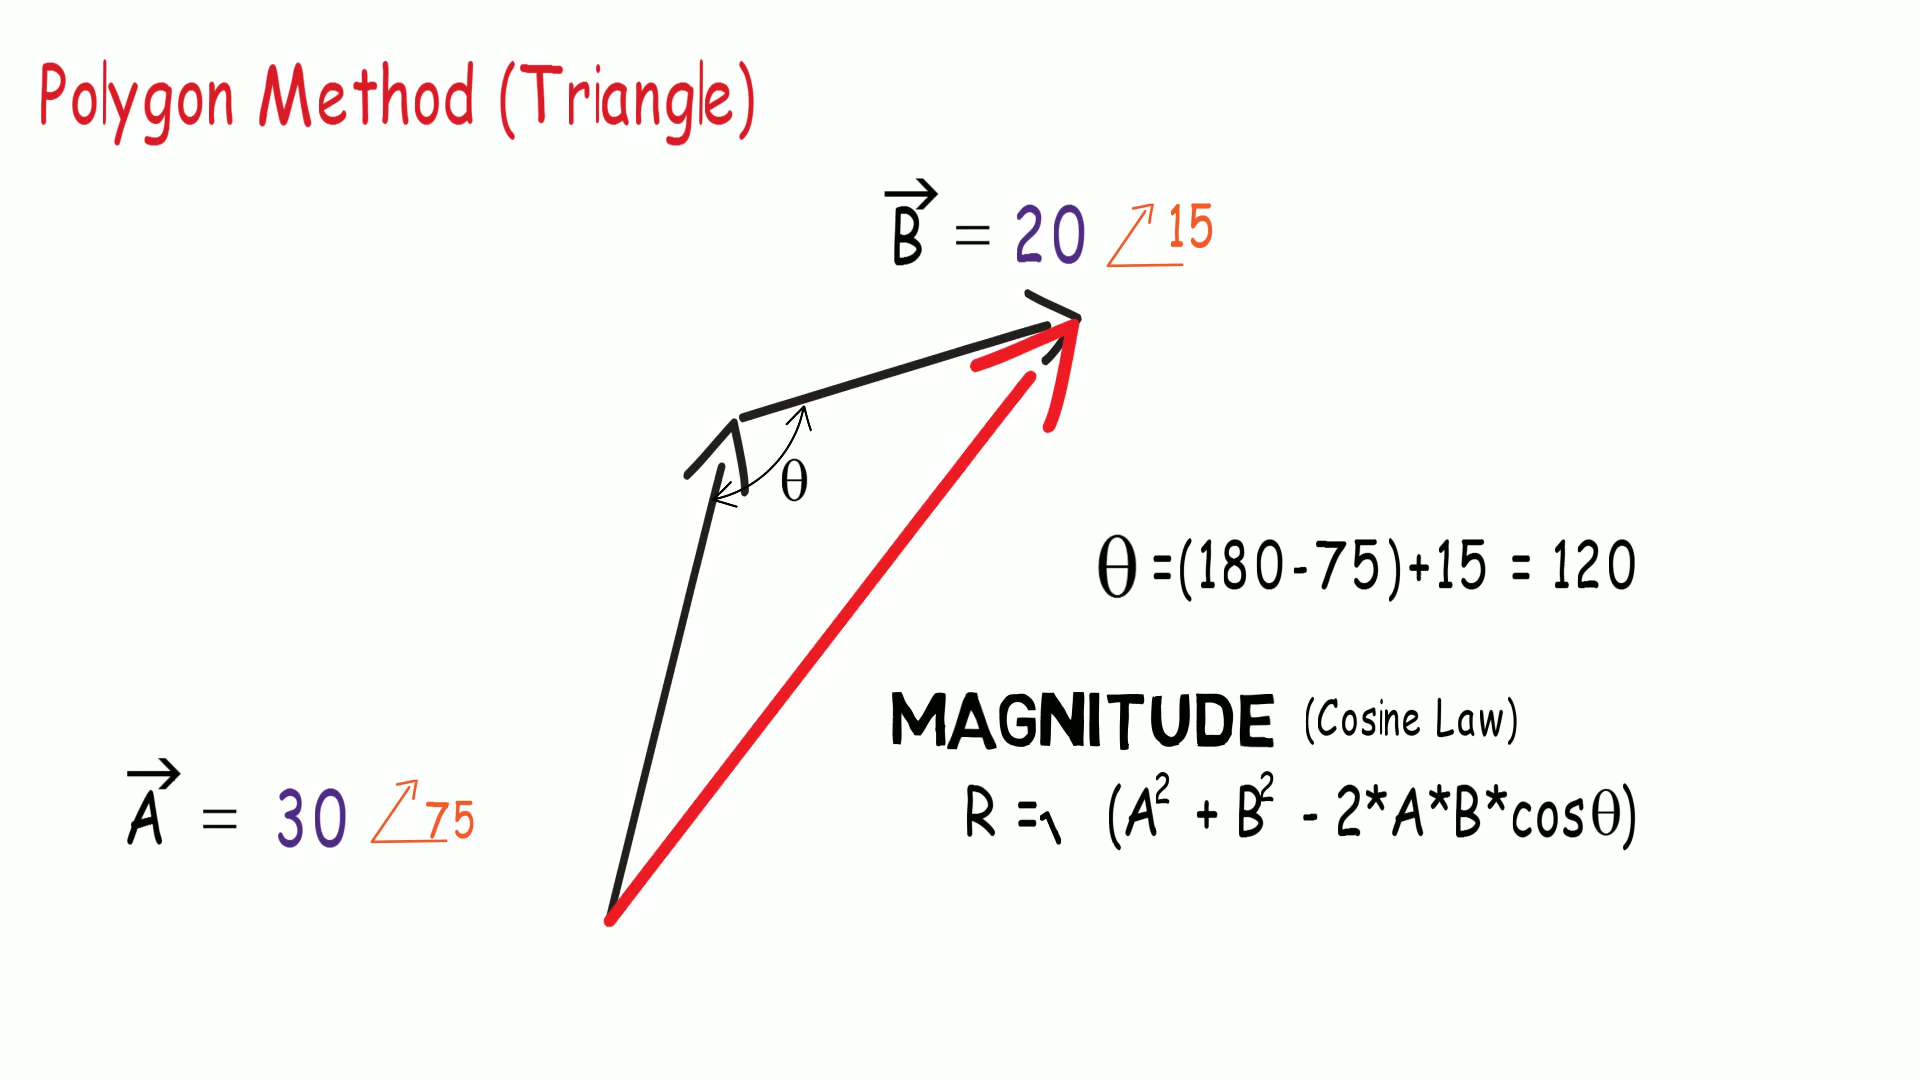 Polygon Method (Triangle)
B = 20 15
θ
θ =(180-75)+15 = 120
MAGNITUDE (Cosine Law)
A = 30 75
R = (A² + B² - 2*A*B*cosθ)